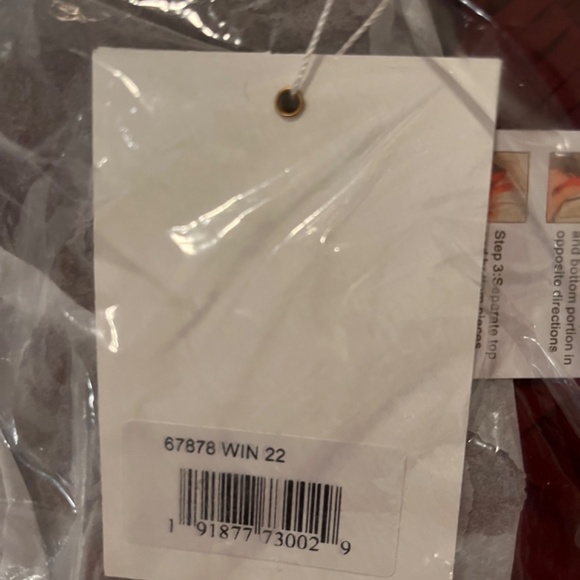 67878 WIN 22
1 91877 73002 9
Step 3:Separate top
and bottom portion in
opposite directions